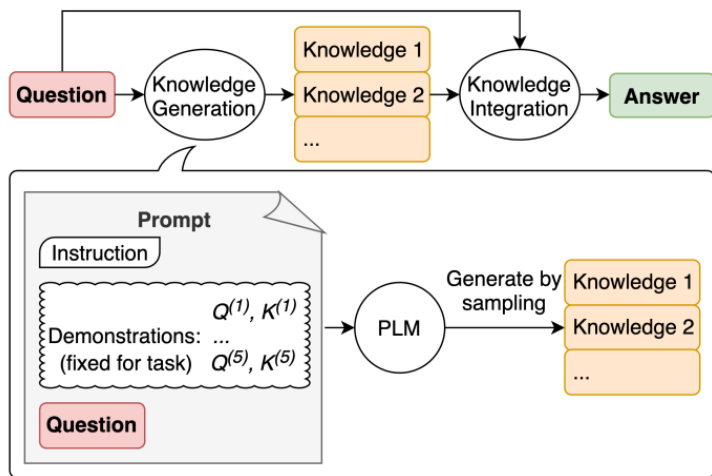 Question
Knowledge
Generation
Knowledge 1
Knowledge 2
...
Knowledge
Integration
Answer
Prompt
Instruction
Q(1), K(1)
Demonstrations: ...
(fixed for task) Q(5), K(5)
Question
PLM
Generate by
sampling
Knowledge 1
Knowledge 2
...